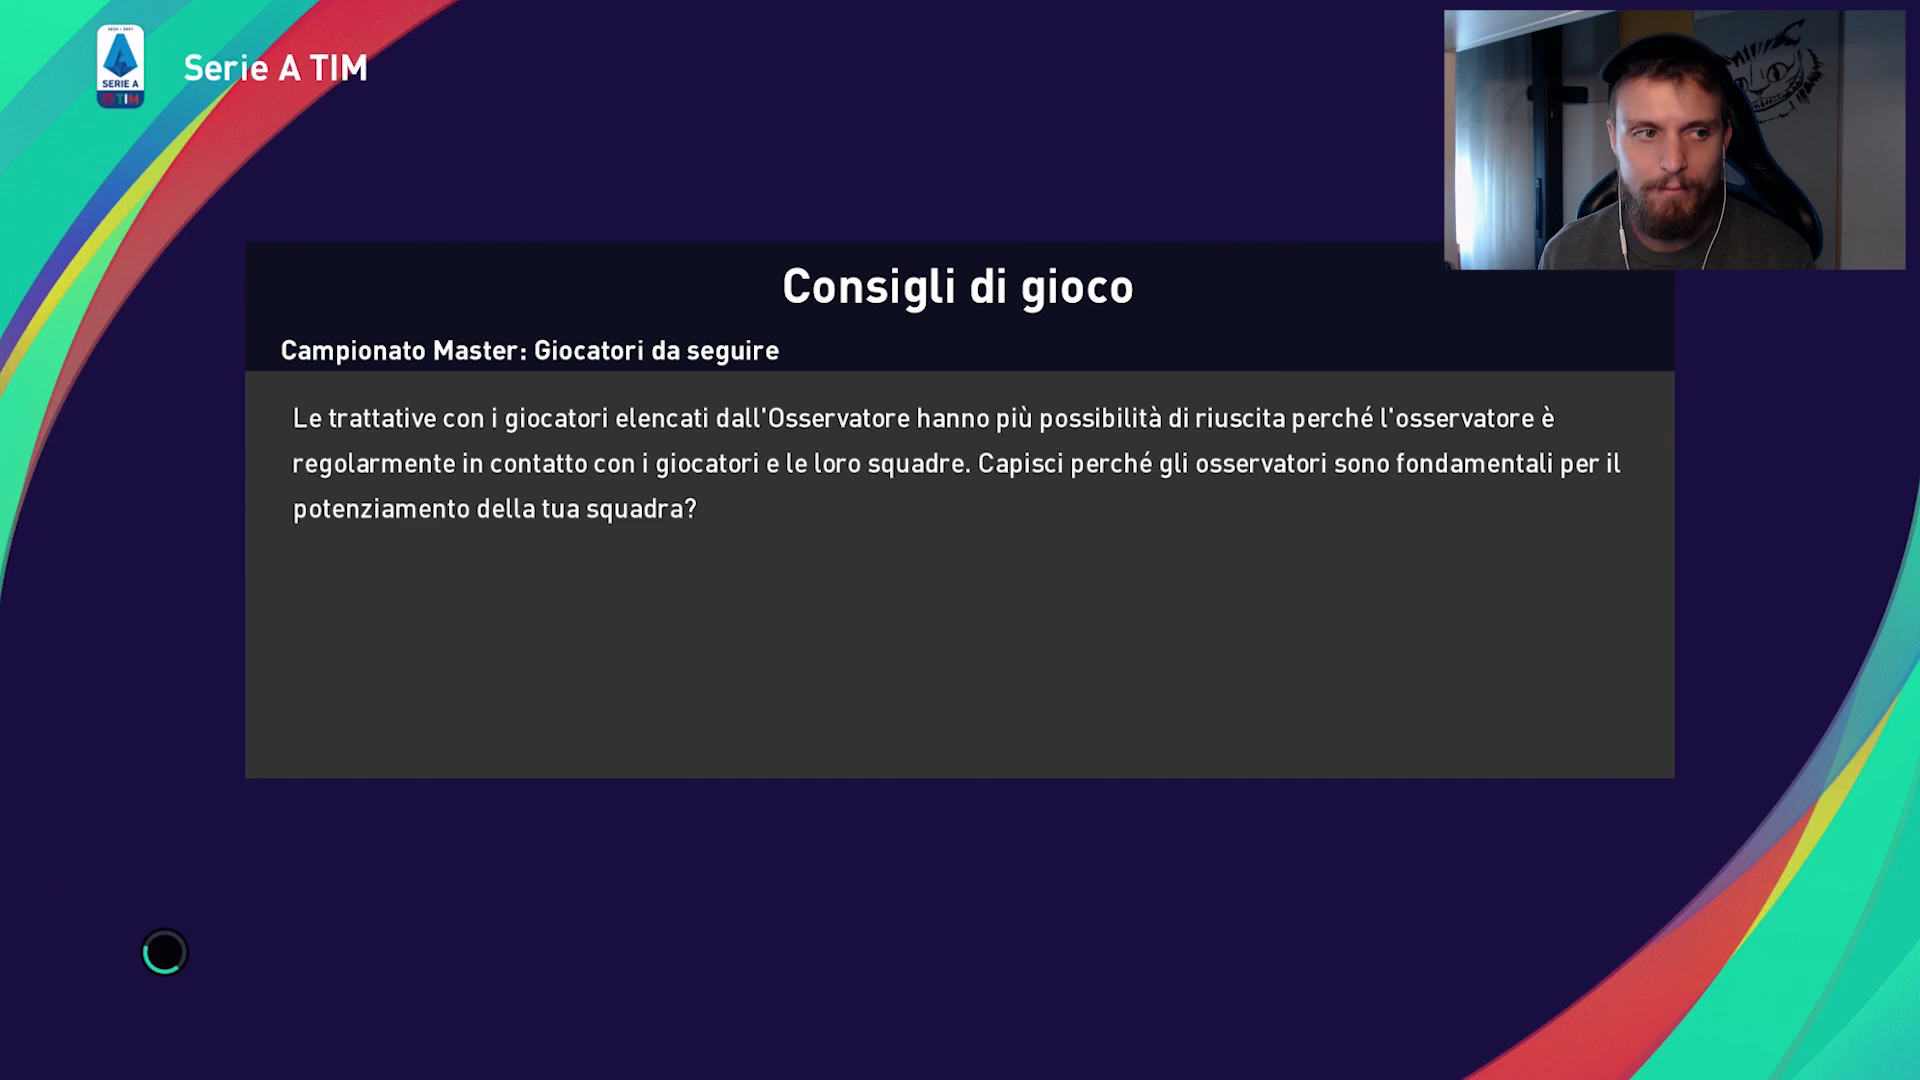 SERIE A
TIM
Serie A TIM
Consigli di gioco
Campionato Master: Giocatori da seguire
Le trattative con i giocatori elencati dall'Osservatore hanno più possibilità di riuscita perché l'osservatore è
regolarmente in contatto con i giocatori e le loro squadre. Capisci perché gli osservatori sono fondamentali per il
potenziamento della tua squadra?